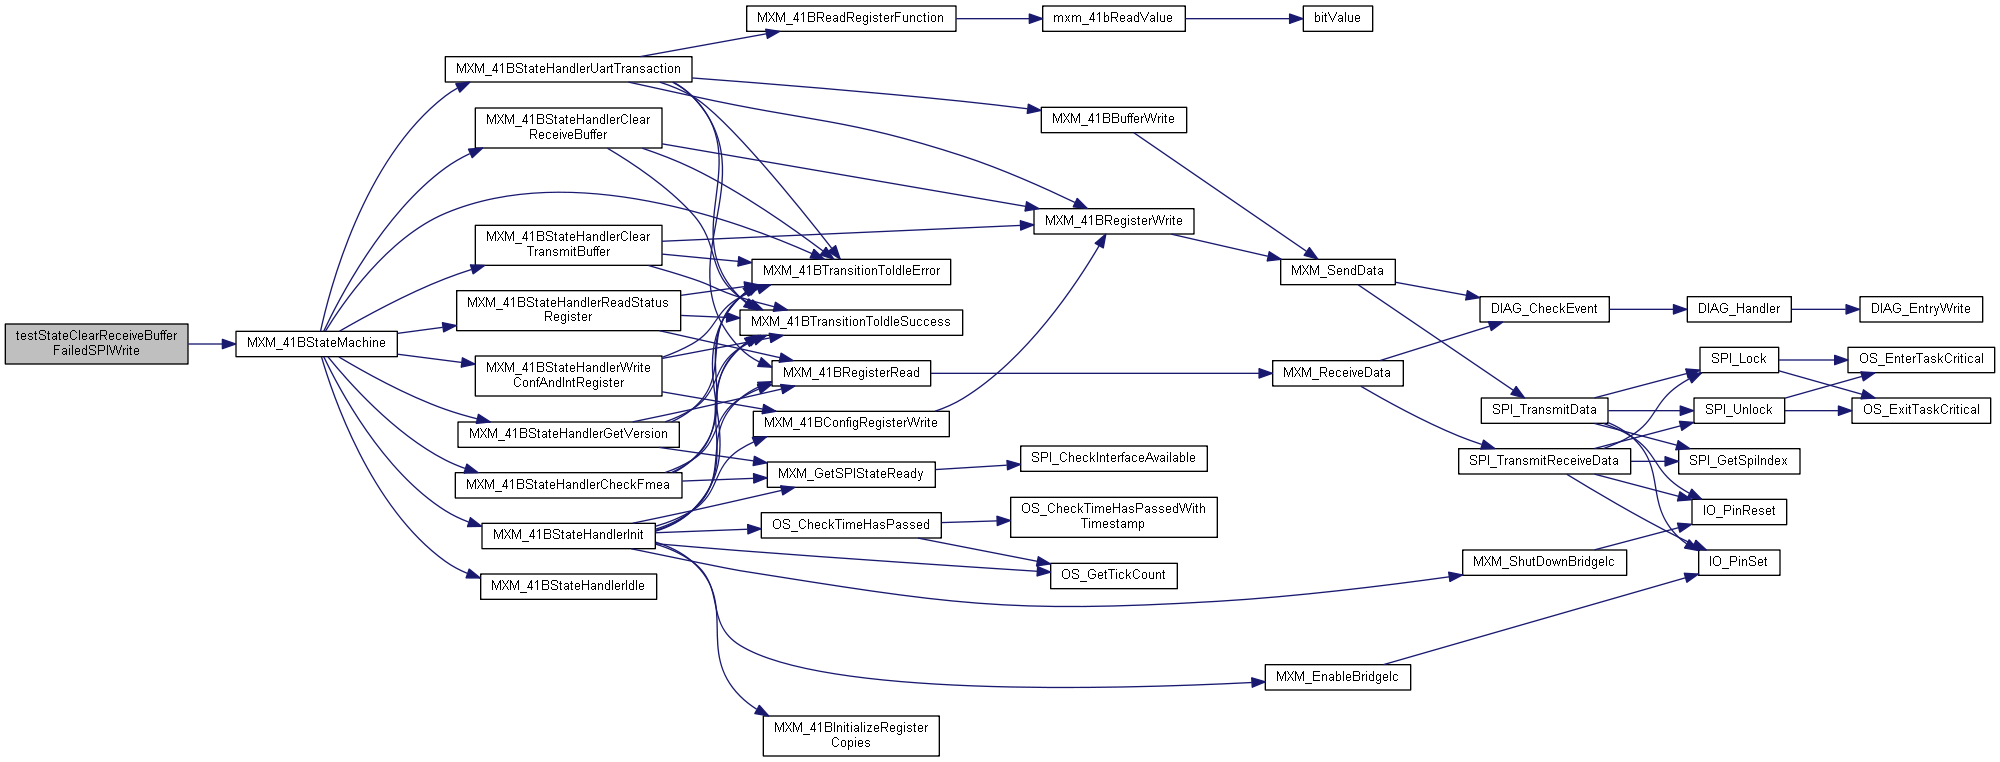 testStateClearReceiveBuffer
FailedSPIWrite
MXM_41BStateMachine
MXM_41BStateHandlerUartTransaction
MXM_41BStateHandlerClear
ReceiveBuffer
MXM_41BStateHandlerClear
TransmitBuffer
MXM_41BStateHandlerReadStatus
Register
MXM_41BStateHandlerWrite
ConfAndIntRegister
MXM_41BStateHandlerGetVersion
MXM_41BStateHandlerCheckFmea
MXM_41BStateHandlerInit
MXM_41BStateHandlerIdle
MXM_41BReadRegisterFunction
MXM_41BTransitionToIdleError
MXM_41BTransitionToIdleSuccess
MXM_41BRegisterRead
MXM_41BConfigRegisterWrite
MXM_GetSPIStateReady
OS_CheckTimeHasPassed
MXM_41BInitializeRegister
Copies
mxm_41bReadValue
MXM_41BBufferWrite
MXM_41BRegisterWrite
SPI_CheckInterfaceAvailable
OS_CheckTimeHasPassedWith
Timestamp
OS_GetTickCount
bitValue
MXM_SendData
MXM_ReceiveData
MXM_EnableBridgeIc
DIAG_CheckEvent
SPI_TransmitData
SPI_TransmitReceiveData
MXM_ShutDownBridgeIc
DIAG_Handler
SPI_Lock
SPI_Unlock
SPI_GetSpiIndex
IO_PinReset
IO_PinSet
DIAG_EntryWrite
OS_EnterTaskCritical
OS_ExitTaskCritical